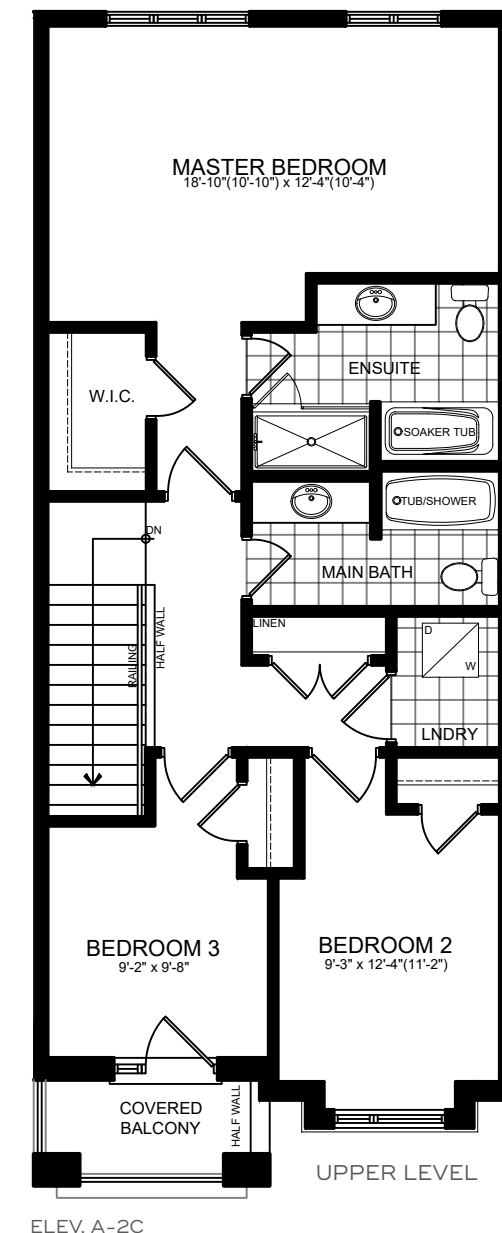 MASTER BEDROOM
18'-10"(10'-10") x 12'-4"(10'-4")
ENSUITE
W.I.C.
SOAKER TUB
TUB/SHOWER
DN
MAIN BATH
LINEN
RAILING
HALF WALL
D
W
LNDRY
BEDROOM 3
9'-2" x 9'-8"
BEDROOM 2
9'-3" x 12'-4"(11'-2")
COVERED
BALCONY
HALF WALL
UPPER LEVEL
ELEV. A-2C